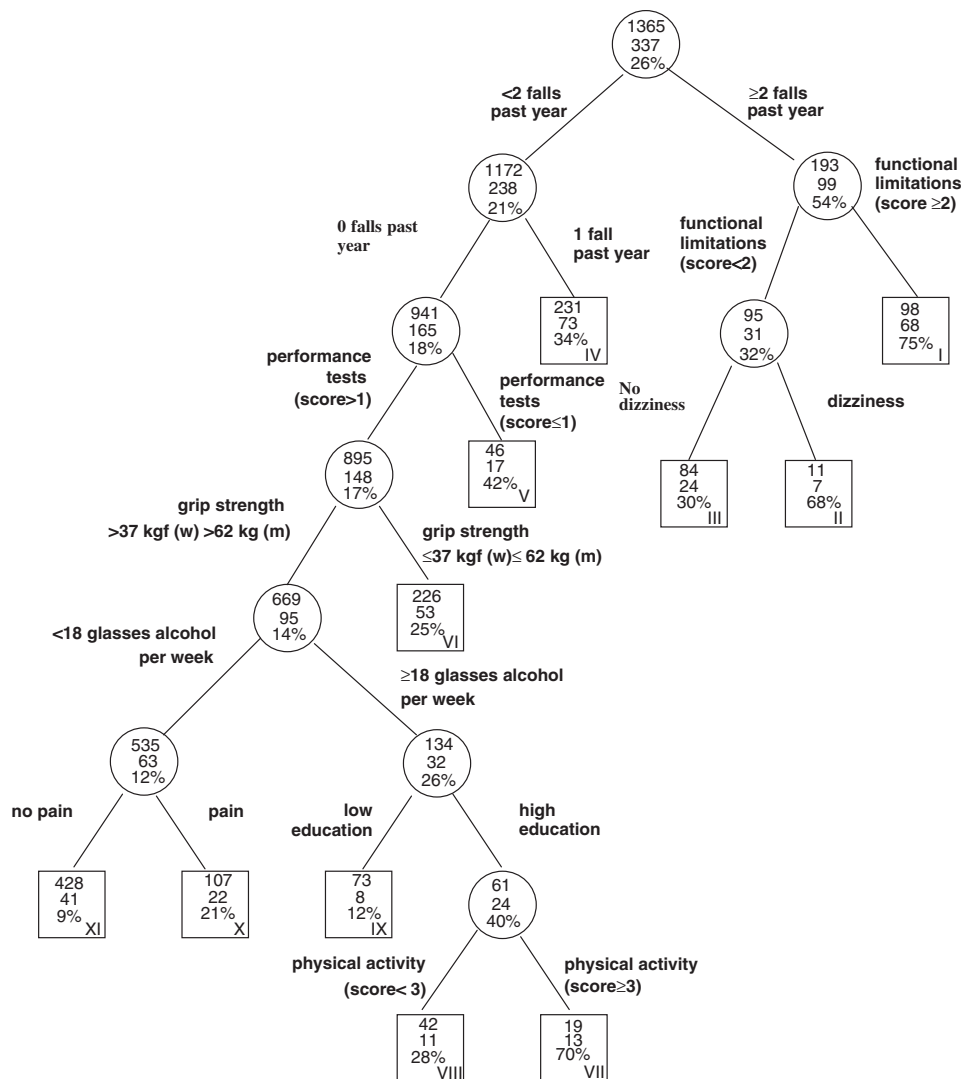 1365
337
26%
<2 falls
past year
≥2 falls
past year
1172
238
21%
193
99
54%
functional
limitations
(score ≥2)
0 falls past
year
1 fall
past year
functional
limitations
(score<2)
941
165
18%
231
73
34%
IV
95
31
32%
98
68
75%
I
performance
tests
(score>1)
performance
tests
(score≤1)
No
dizziness
dizziness
895
148
17%
46
17
42%
V
84
24
30%
III
11
7
68%
II
grip strength
>37 kgf (w) >62 kg (m)
grip strength
≤37 kgf (w)≤ 62 kg (m)
669
95
14%
226
53
25%
VI
<18 glasses alcohol
per week
≥18 glasses alcohol
per week
535
63
12%
134
32
26%
no pain
pain
low
education
high
education
428
41
9%
XI
107
22
21%
X
73
8
12%
IX
61
24
40%
physical activity
(score< 3)
physical activity
(score≥3)
42
11
28%
VIII
19
13
70%
VII